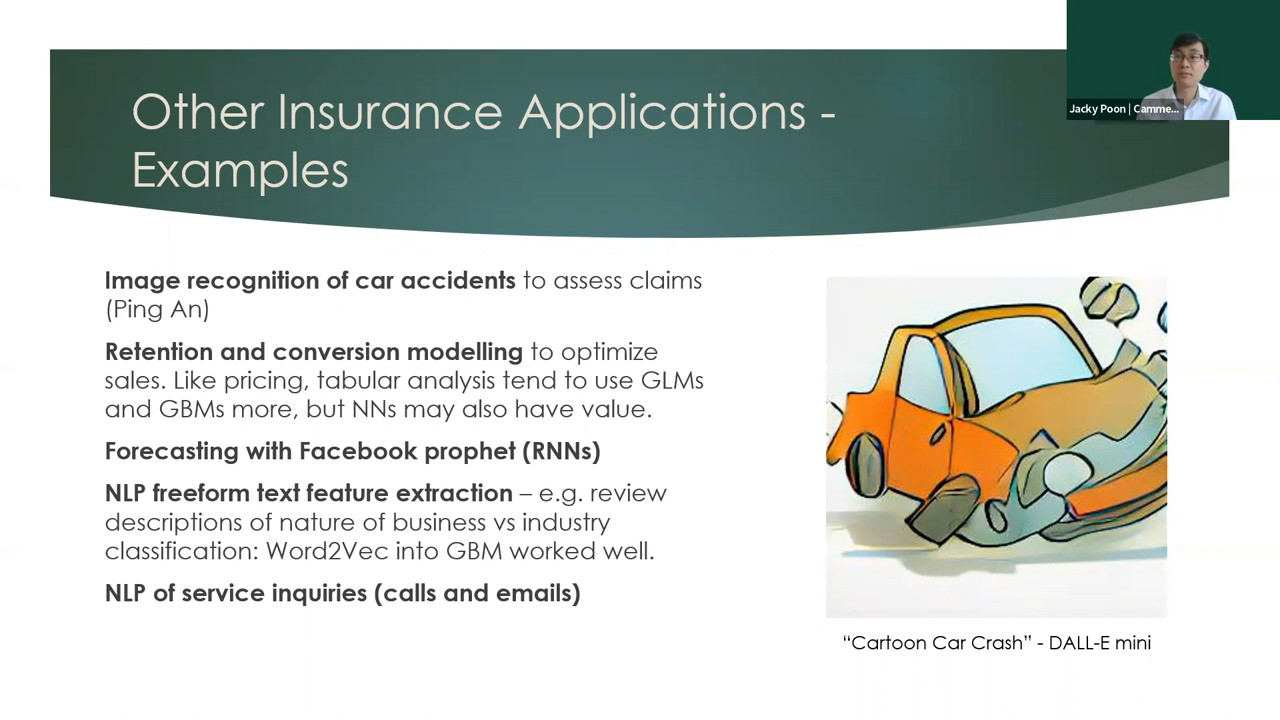 Other Insurance Applications -
Examples
Jacky Poon | Camme...
Image recognition of car accidents to assess claims
(Ping An)
Retention and conversion modelling to optimize
sales. Like pricing, tabular analysis tend to use GLMs
and GBMs more, but NNs may also have value.
Forecasting with Facebook prophet (RNNs)
NLP freeform text feature extraction – e.g. review
descriptions of nature of business vs industry
classification: Word2Vec into GBM worked well.
NLP of service inquiries (calls and emails)
“Cartoon Car Crash” - DALL-E mini